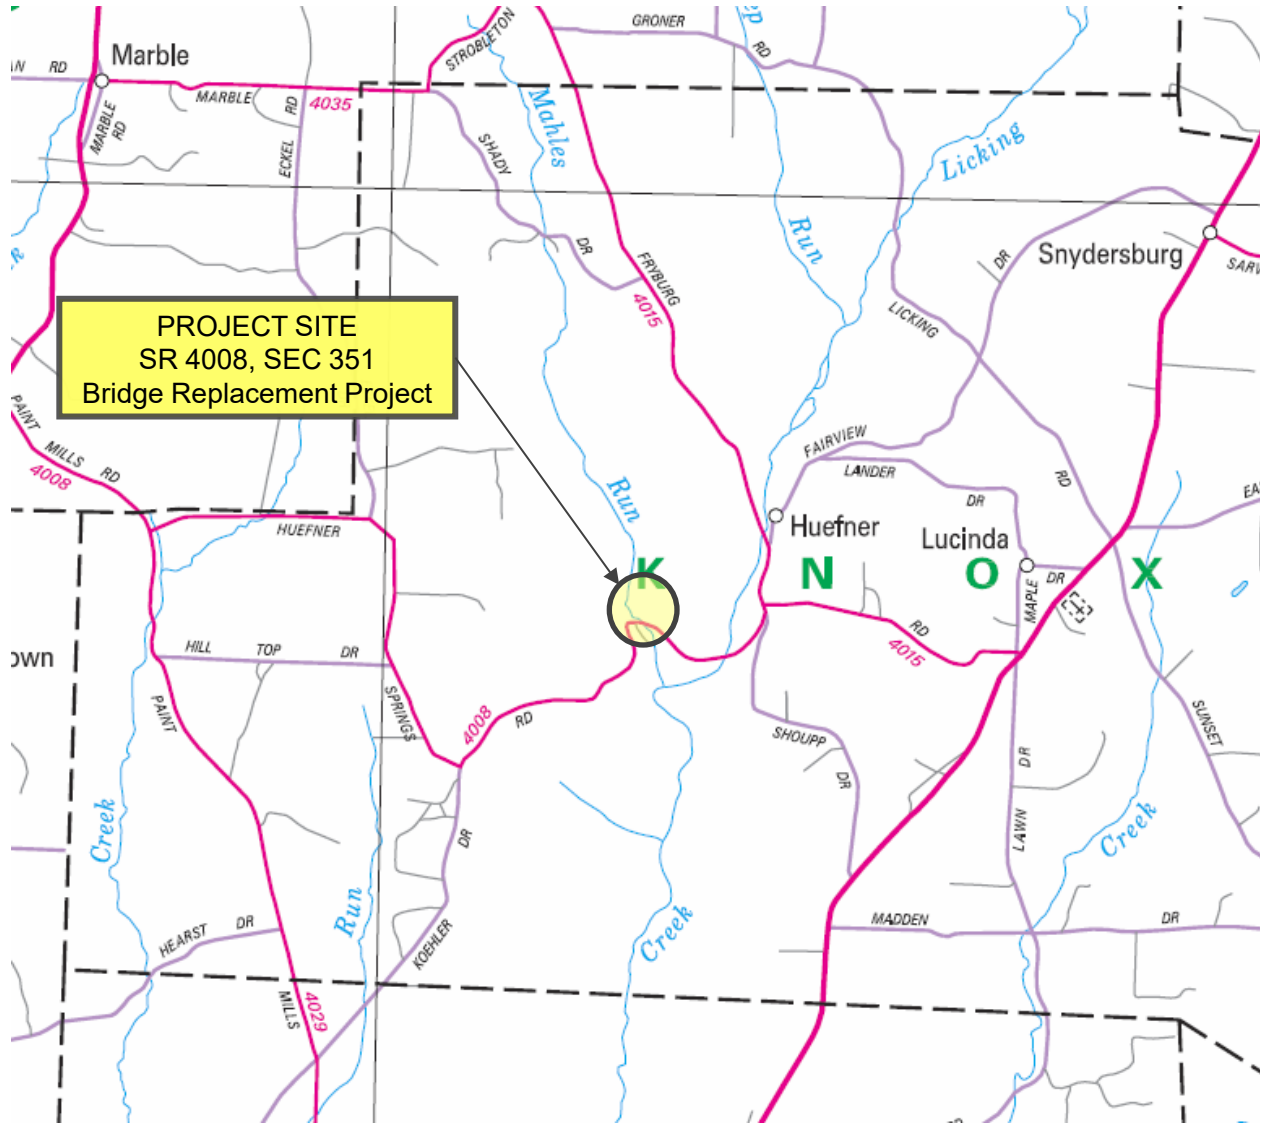 GRONER
RD
ep
STROBLETON
Marble
RD
MARBLE
4035
MARBLE
RD
ECKEL
RD
SHADY
DR
Mahles
Run
FRYBURG
4015
Run
Licking
LICKING
RD
DR
Snydersburg
PROJECT SITE
SR 4008, SEC 351
Bridge Replacement Project
PAINT
MILLS
RD
4008
HUEFNER
FAIRVIEW
LANDER
DR
Huefner
Lucinda
K N O X
MAPLE
DR
RD
4015
own
HILL TOP DR
PAINT
SPRINGS
4008
RD
SHOUPP
DR
DR
LAWN
SUNSET
Creek
Creek
Run
DR
KOEHLER
Creek
HEARST DR
MADDEN DR
MILLS
4029